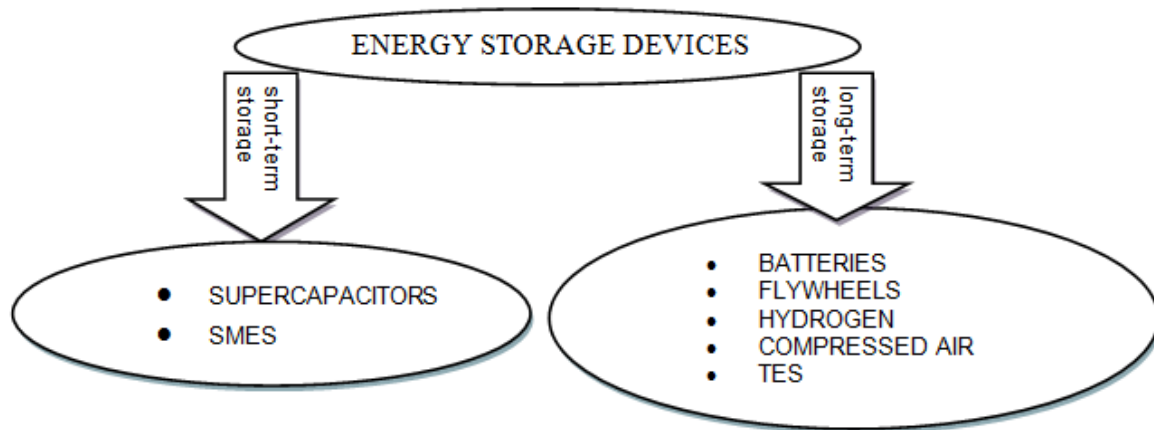 ENERGY STORAGE DEVICES
short-term
storage
long-term
storage
SUPERCAPACITORS
SMES
BATTERIES
FLYWHEELS
HYDROGEN
COMPRESSED AIR
TES